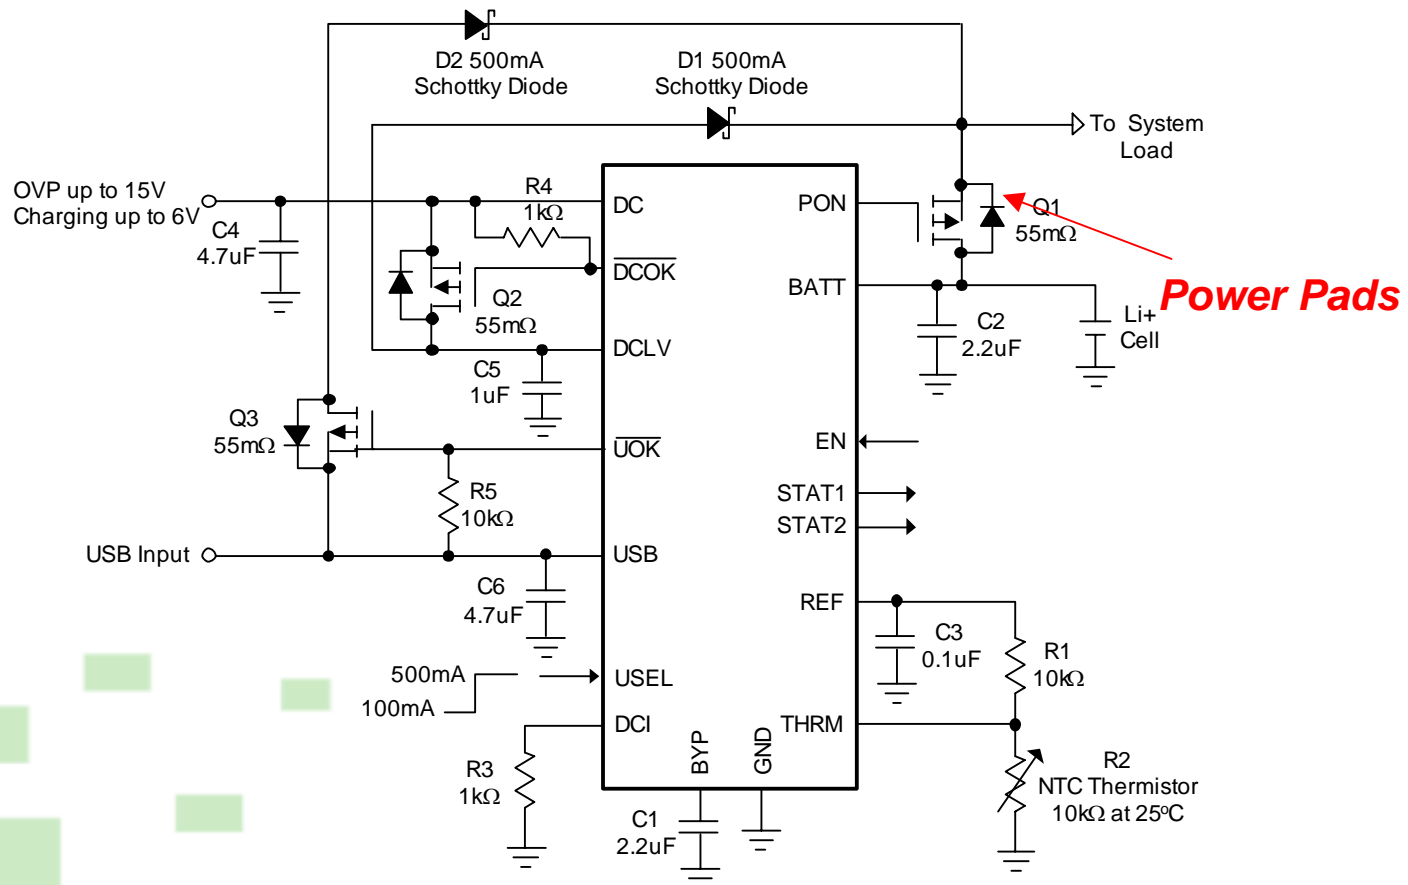 D2 500mA
Schottky Diode
D1 500mA
Schottky Diode
To System
Load
OVP up to 15V
Charging up to 6V
C4
4.7uF
R4
1kΩ
DC
PON
Q1
55mΩ
DCOK
Q2
55mΩ
BATT
Power Pads
C2
2.2uF
Li+
Cell
DCLV
C5
1uF
Q3
55mΩ
UOK
EN
R5
10kΩ
STAT1
STAT2
USB Input
USB
C6
4.7uF
REF
C3
0.1uF
R1
10kΩ
500mA
100mA
USEL
DCI
THRM
BYP
GND
R3
1kΩ
R2
NTC Thermistor
10kΩ at 25ºC
C1
2.2uF